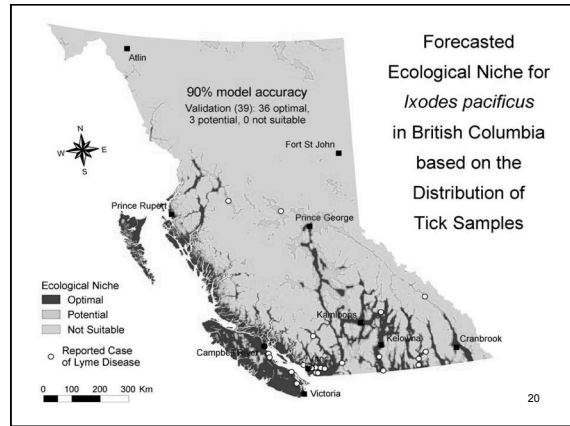 Forecasted
Ecological Niche for
Ixodes pacificus
in British Columbia
based on the
Distribution of
Tick Samples
Atlin
90% model accuracy
Validation (39): 36 optimal,
3 potential, 0 not suitable
N
W E
S
Fort St John
Prince Rupert
Prince George
Ecological Niche
Optimal
Potential
Not Suitable
Reported Case
of Lyme Disease
Kamloops
Kelowna
Cranbrook
Campbell River
Victoria
0 50 100 200 300 Km
20